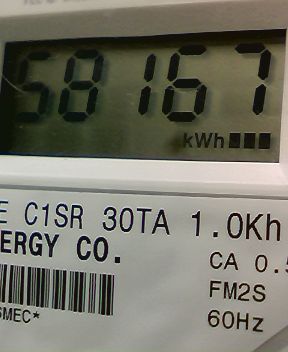 58167
kWh
E C1SR 30TA 1.0Kh
ERGY CO.
CA 0.5
FM2S
60Hz
SMEC*